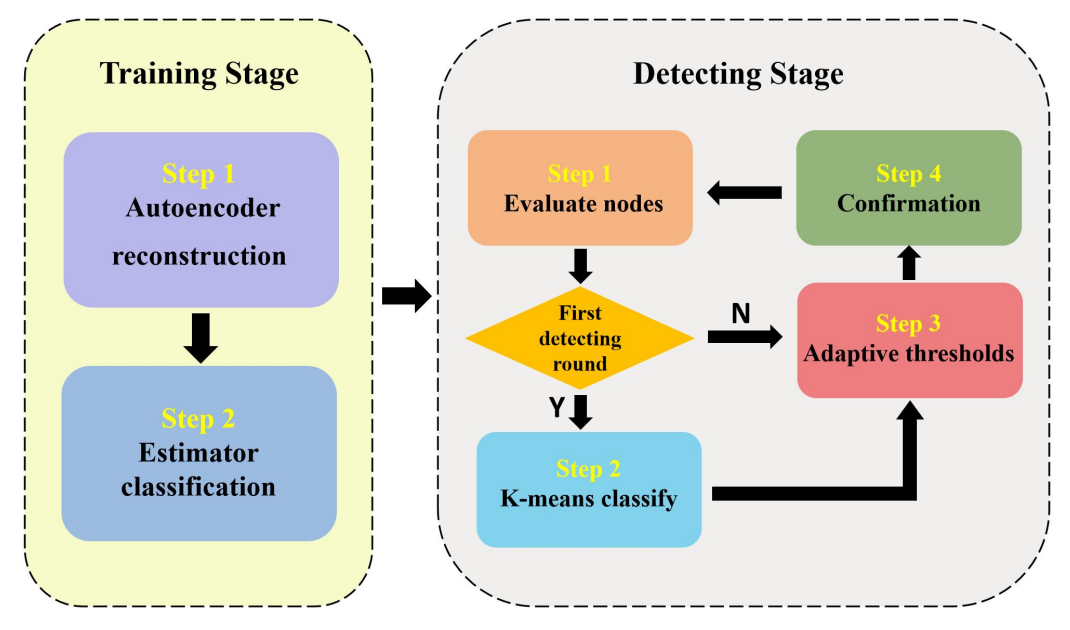 Training Stage
Step 1
Autoencoder
reconstruction
Step 2
Estimator
classification
Detecting Stage
Step 1
Evaluate nodes
First
detecting
round
N
Y
Step 2
K-means classify
Step 3
Adaptive thresholds
Step 4
Confirmation